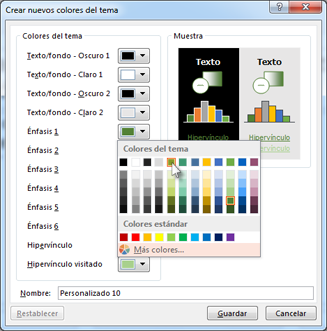 Crear nuevos colores del tema
Colores del tema
Muestra
Texto/fondo - Oscuro 1
Texto/fondo - Claro 1
Texto/fondo - Oscuro 2
Texto/fondo - Claro 2
Énfasis 1
Énfasis 2
Énfasis 3
Énfasis 4
Énfasis 5
Énfasis 6
Hipervínculo
Hipervínculo visitado
Texto
Texto
Hipervínculo
Hipervínculo
Hipervínculo
Hipervínculo
Colores del tema
Colores estándar
Más colores...
Nombre:
Personalizado 10
Restablecer
Guardar
Cancelar